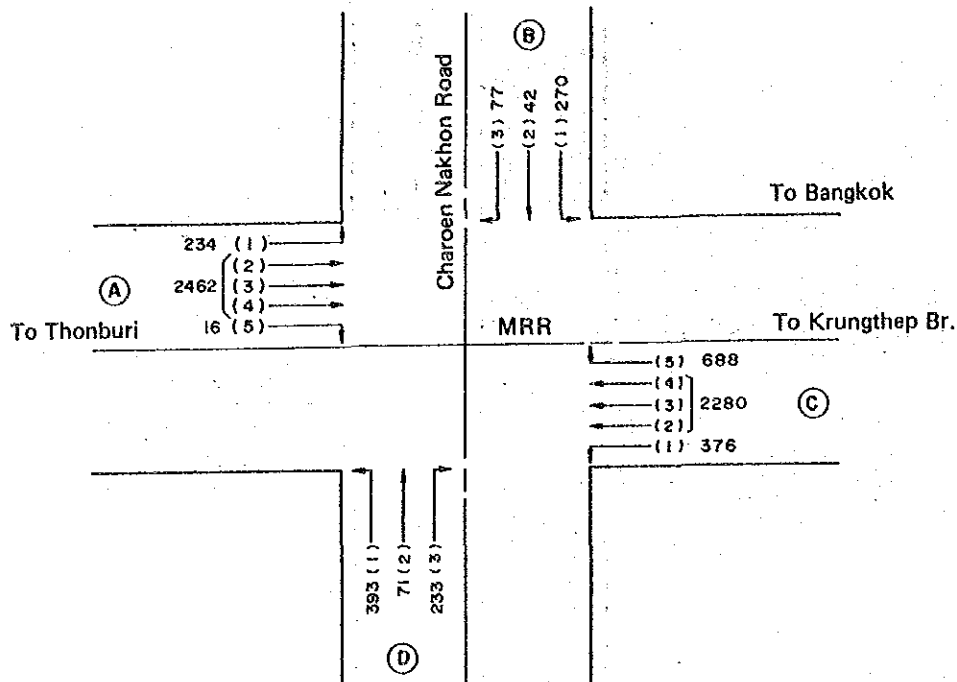 B
Charoen Nakhon Road
(3) 77
(2) 42
(1) 270
To Bangkok
234 (1)
(2)
2462 (3)
(4)
16 (5)
A
To Thonburi
MRR
To Krungthep Br.
(5) 688
(4)
(3) 2280
(2)
(1) 376
C
393 (1)
71 (2)
233 (3)
D